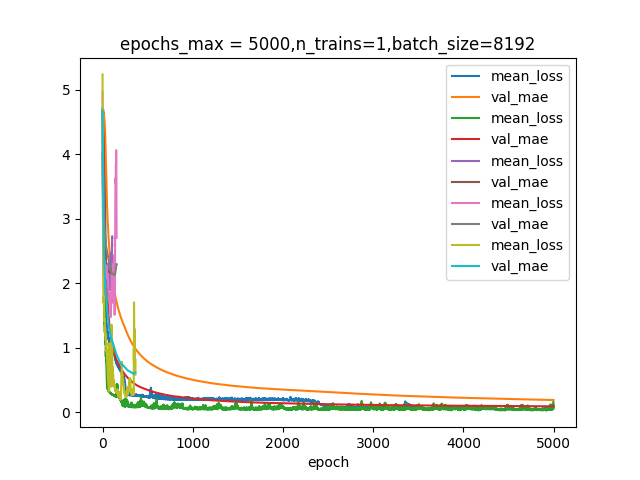 epochs_max = 5000,n_trains=1,batch_size=8192
mean_loss
val_mae
mean_loss
val_mae
mean_loss
val_mae
mean_loss
val_mae
mean_loss
val_mae
5
4
3
2
1
0
0 1000 2000 3000 4000 5000
epoch